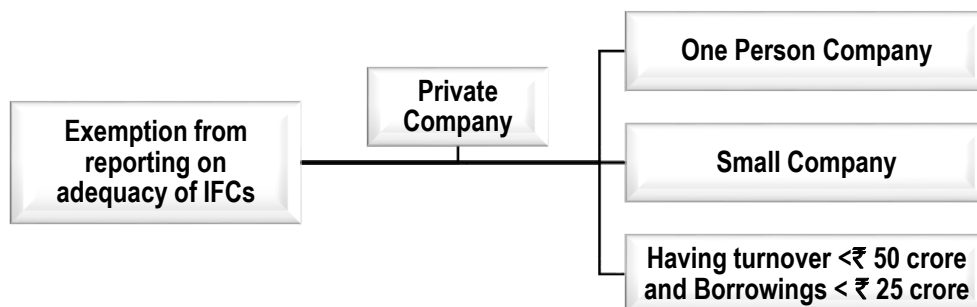 Exemption from
reporting on
adequacy of IFCs
Private
Company
One Person Company
Small Company
Having turnover <₹ 50 crore
and Borrowings < ₹ 25 crore